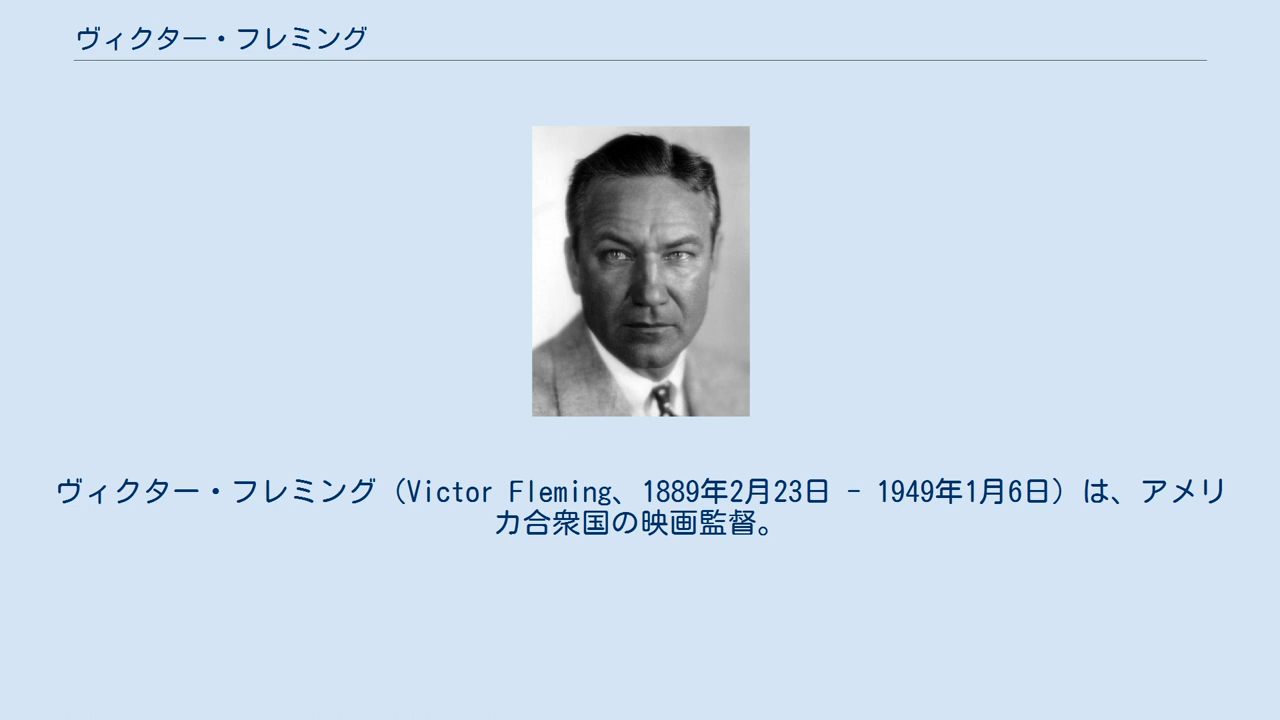 ヴィクター・フレミング
ヴィクター・フレミング（Victor Fleming、1889年2月23日 - 1949年1月6日）は、アメリ
カ合衆国の映画監督。